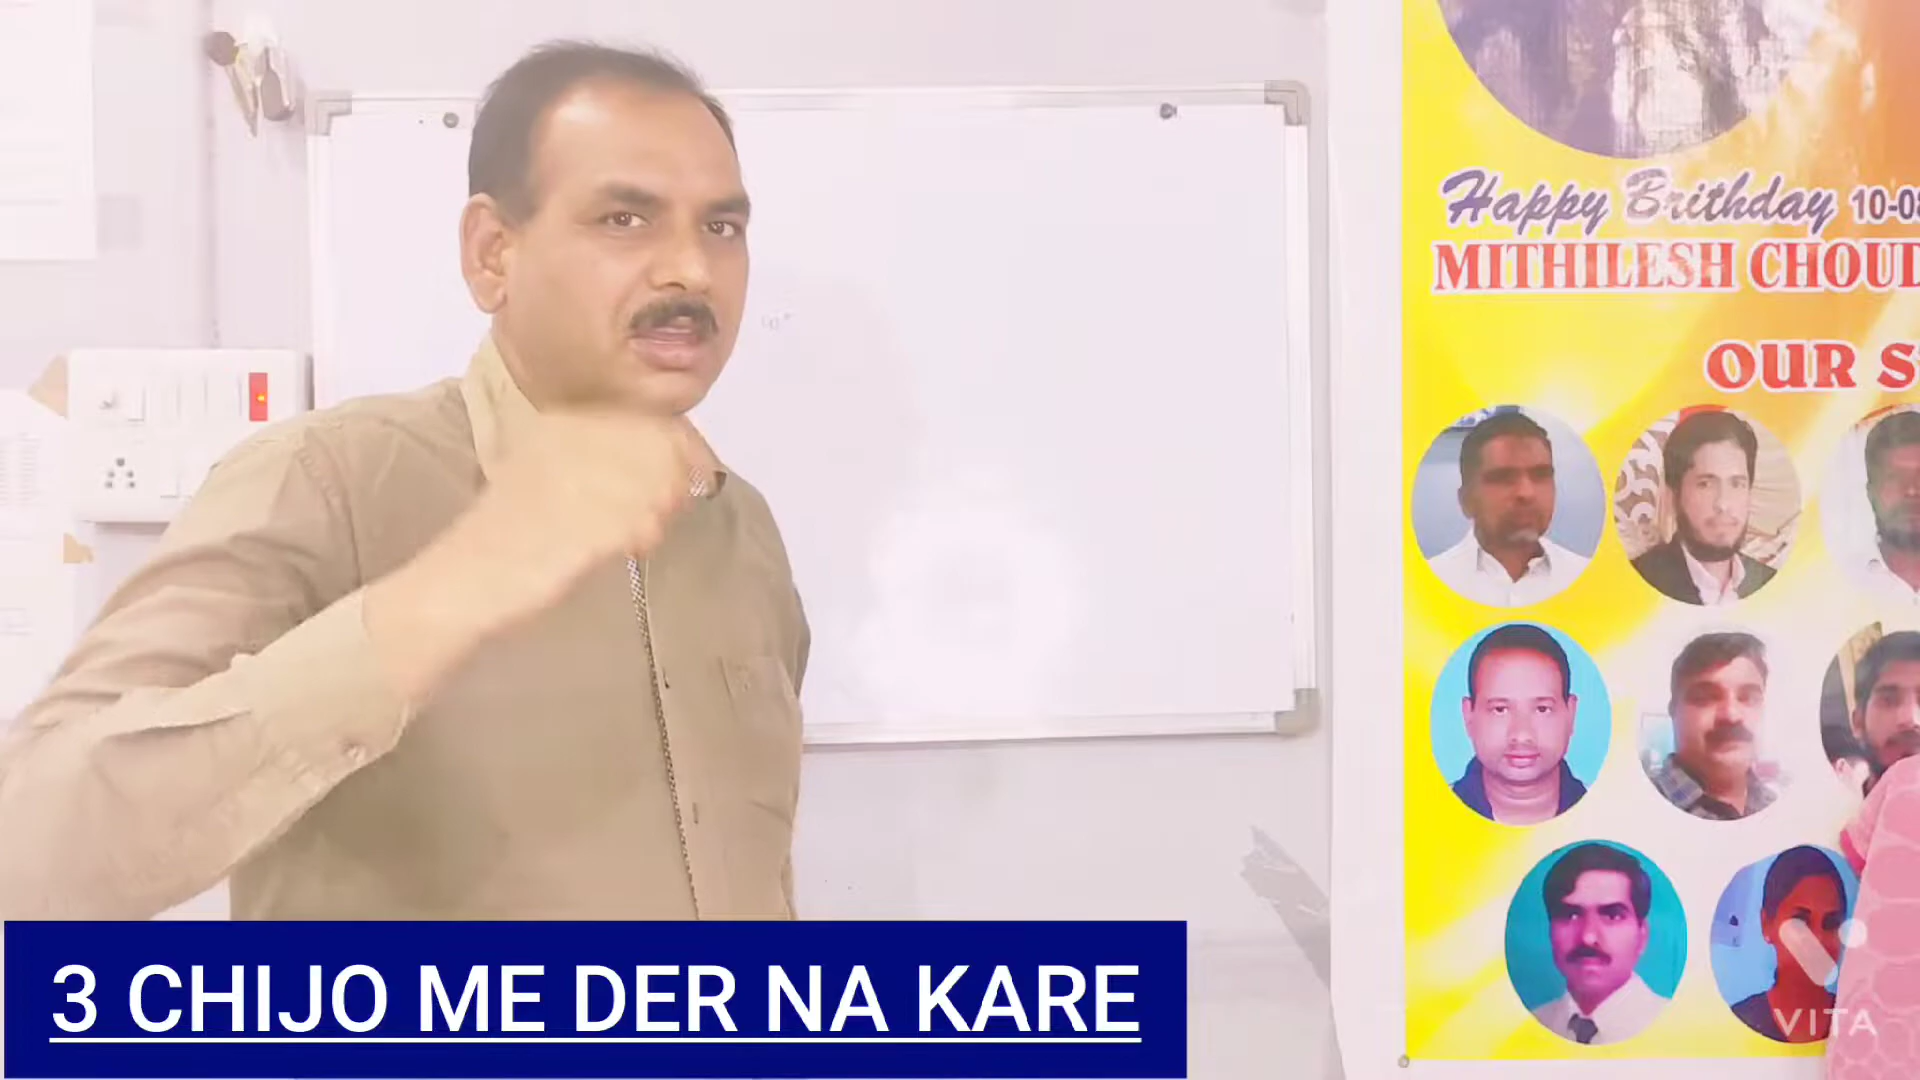 Happy Brithday 10-0
MITHILESH CHOUD
OUR S
3 CHIJO ME DER NA KARE
VITA